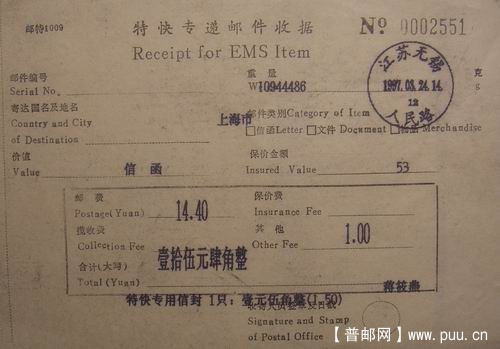 邮特1009
特快专递邮件收据
Nº 0002551
Receipt for EMS Item
江苏无锡
1997.03.24.14
12
人民路
邮件编号
Serial No.
重量
W 10944486 克
g
寄达国名及地名
Country and City
of Destination
上海市
邮件类别Category of Item
信函Letter 文件 Document 物品 Merchandise
价值
Value
信函
保价金额
Insured Value 53
邮费
Postage(Yuan) 14.40
保价费
Insurance Fee
揽收费
Collection Fee
其他
Other Fee 1.00
合计(大写)
Total(Yuan)
壹拾伍元肆角整
特快专用信封 1只: 壹元伍角整(1.50)
Signature and Stamp
of Postal Office
【普邮网】www.puu.cn